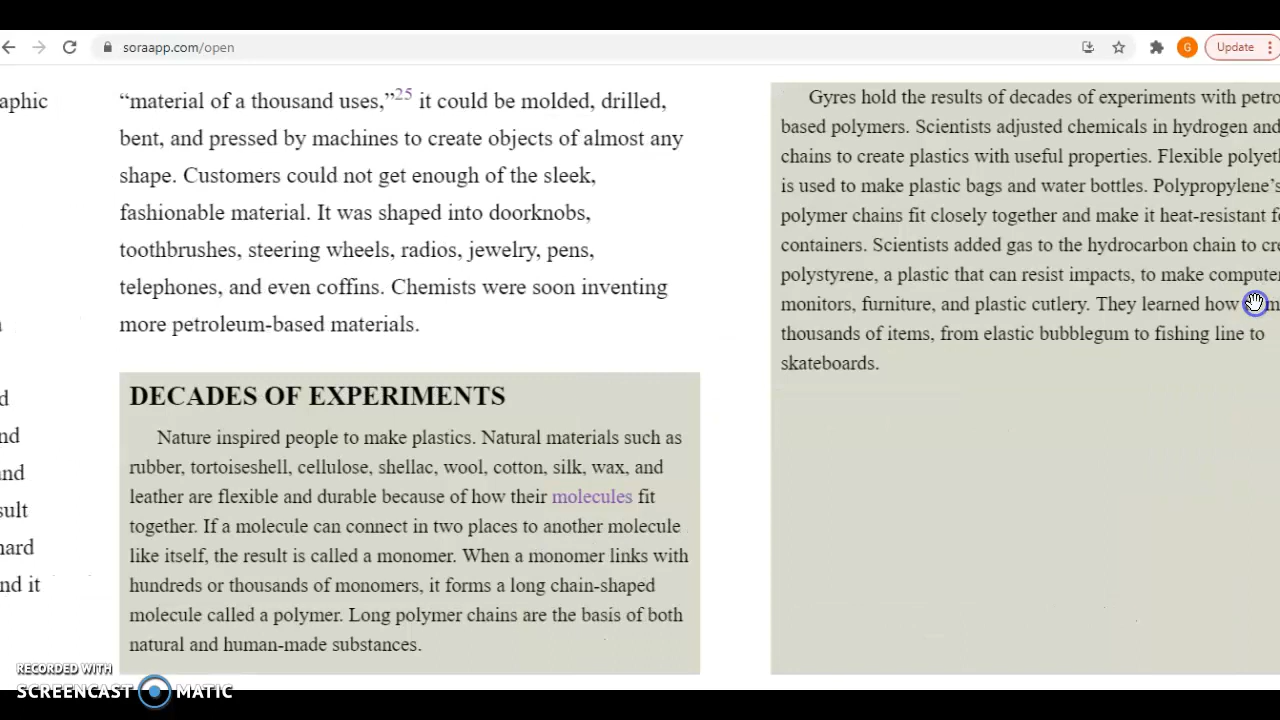 soraapp.com/open
G
Update
aphic
nd
and
sult
nd it
“material of a thousand uses,”25 it could be molded, drilled,
bent, and pressed by machines to create objects of almost any
shape. Customers could not get enough of the sleek,
fashionable material. It was shaped into doorknobs,
toothbrushes, steering wheels, radios, jewelry, pens,
telephones, and even coffins. Chemists were soon inventing
more petroleum-based materials.
DECADES OF EXPERIMENTS
Nature inspired people to make plastics. Natural materials such as
rubber, tortoiseshell, cellulose, shellac, wool, cotton, silk, wax, and
leather are flexible and durable because of how their molecules fit
together. If a molecule can connect in two places to another molecule
like itself, the result is called a monomer. When a monomer links with
hundreds or thousands of monomers, it forms a long chain-shaped
molecule called a polymer. Long polymer chains are the basis of both
natural and human-made substances.
Gyres hold the results of decades of experiments with petro
based polymers. Scientists adjusted chemicals in hydrogen and
chains to create plastics with useful properties. Flexible polyet
is used to make plastic bags and water bottles. Polypropylene’s
polymer chains fit closely together and make it heat-resistant f
containers. Scientists added gas to the hydrocarbon chain to cre
polystyrene, a plastic that can resist impacts, to make computer
monitors, furniture, and plastic cutlery. They learned how
thousands of items, from elastic bubblegum to fishing line to
skateboards.
RECORDED WITH
SCREENCAST MATIC